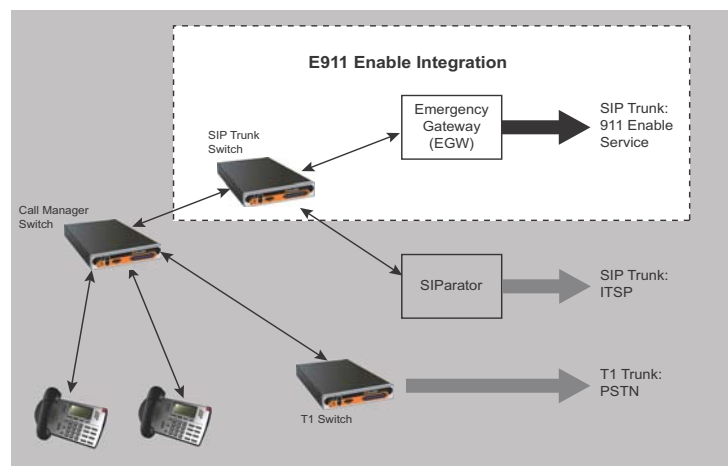 E911 Enable Integration
SIP Trunk
Switch
Emergency
Gateway
(EGW)
SIP Trunk:
911 Enable
Service
Call Manager
Switch
SIParator
SIP Trunk:
ITSP
T1 Switch
T1 Trunk:
PSTN